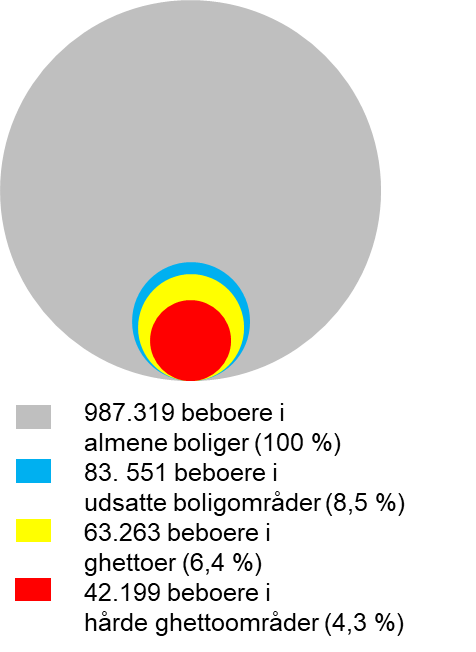 987.319 beboere i
almene boliger (100 %)
83. 551 beboere i
udsatte boligområder (8,5 %)
63.263 beboere i
ghettoer (6,4 %)
42.199 beboere i
hårde ghettoområder (4,3 %)